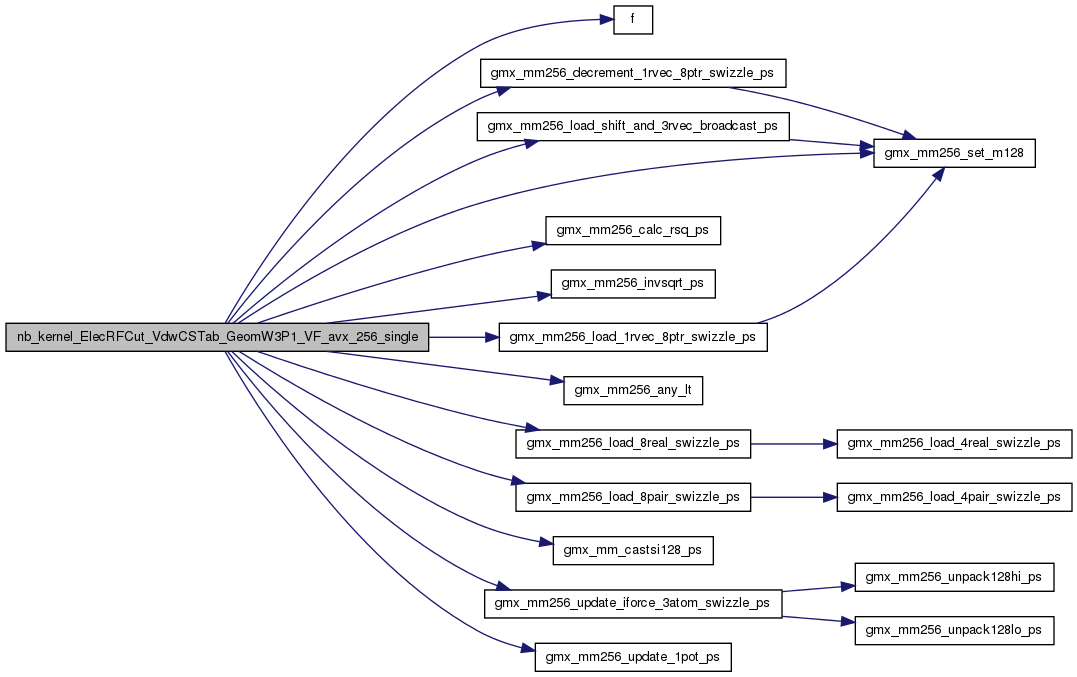 f
gmx_mm256_decrement_1rvec_8ptr_swizzle_ps
gmx_mm256_load_shift_and_3rvec_broadcast_ps
gmx_mm256_set_m128
gmx_mm256_calc_rsq_ps
gmx_mm256_invsqrt_ps
nb_kernel_ElecRFCut_VdwCSTab_GeomW3P1_VF_avx_256_single
gmx_mm256_load_1rvec_8ptr_swizzle_ps
gmx_mm256_any_lt
gmx_mm256_load_8real_swizzle_ps
gmx_mm256_load_4real_swizzle_ps
gmx_mm256_load_8pair_swizzle_ps
gmx_mm256_load_4pair_swizzle_ps
gmx_mm_castsi128_ps
gmx_mm256_unpack128hi_ps
gmx_mm256_update_iforce_3atom_swizzle_ps
gmx_mm256_unpack128lo_ps
gmx_mm256_update_1pot_ps